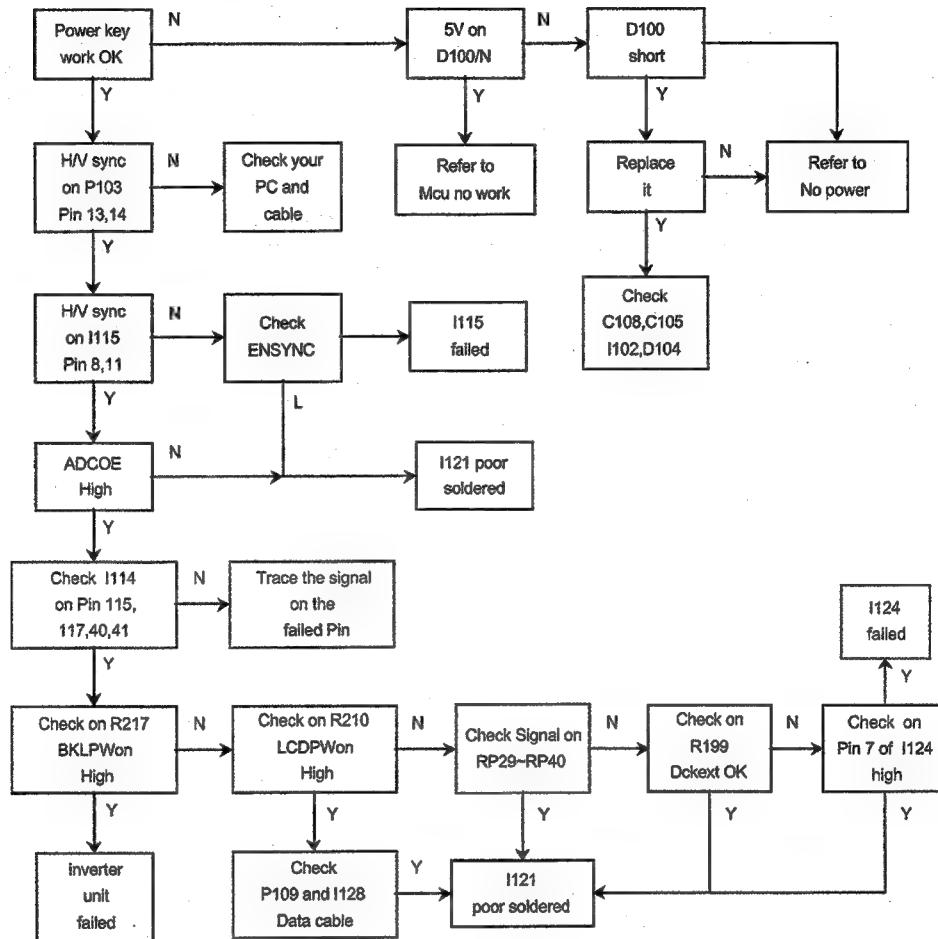 Power key
work OK
N
5V on
D100/N
N
D100
short
Y
Y
Y
H/V sync
on P103
Pin 13,14
N
Check your
PC and
cable
Refer to
Mcu no work
Replace
it
N
Refer to
No power
Y
Y
H/V sync
on I115
Pin 8,11
N
Check
ENSYNC
I115
failed
Check
C108,C105
I102,D104
Y
L
ADCOE
High
N
I121 poor
soldered
Y
Check I114
on Pin 115,
117,40,41
N
Trace the signal
on the
failed Pin
I124
failed
Y
Y
Check on R217
BKLPWon
High
N
Check on R210
LCDPWon
High
N
Check Signal on
RP29~RP40
N
Check on
R199
Dckext OK
N
Check on
Pin 7 of I124
high
Y
Y
Y
Y
Y
inverter
unit
failed
Check
P109 and I128
Data cable
Y
I121
poor soldered